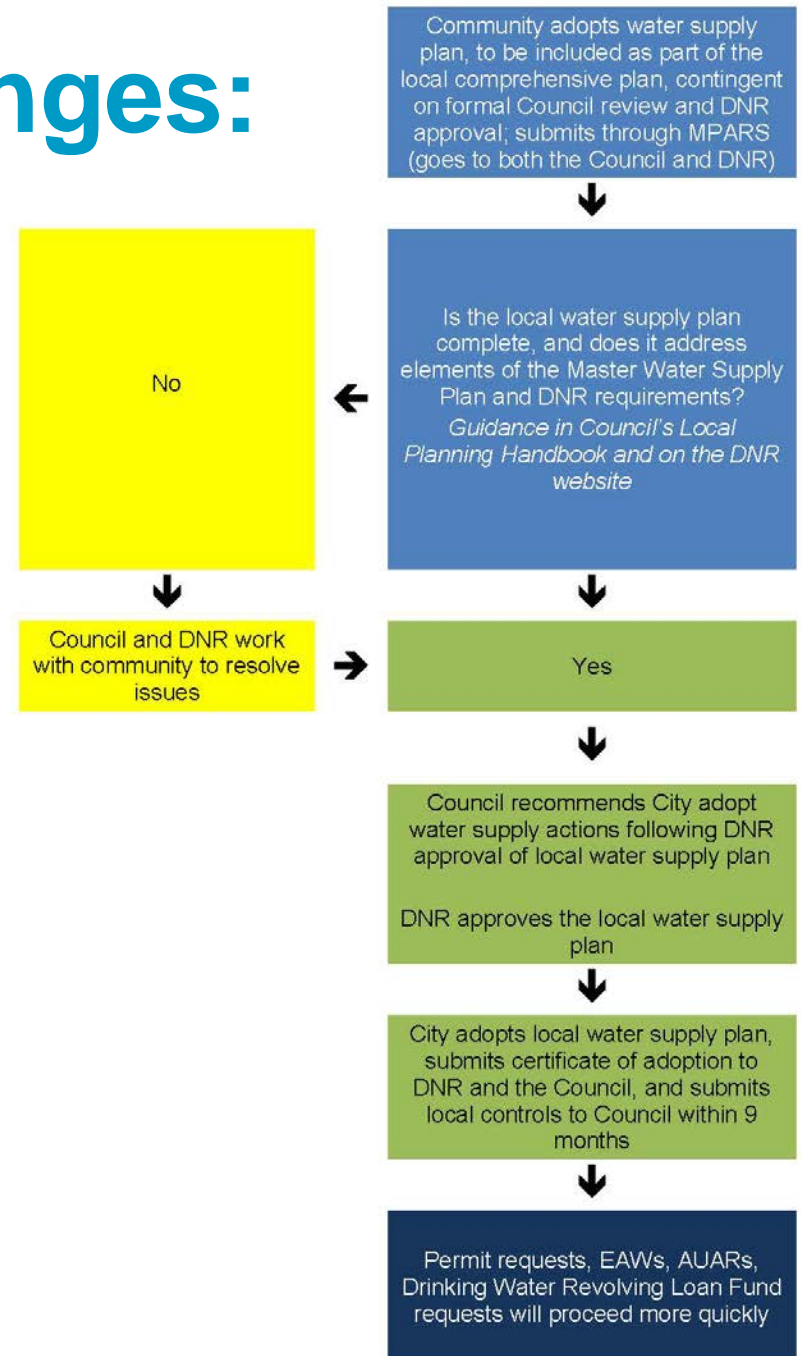 nges:
Community adopts water supply
plan, to be included as part of the
local comprehensive plan, contingent
on formal Council review and DNR
approval; submits through MPARS
(goes to both the Council and DNR)
No
Is the local water supply plan
complete, and does it address
elements of the Master Water Supply
Plan and DNR requirements?
Guidance in Council's Local
Planning Handbook and on the DNR
website
Council and DNR work
with community to resolve
issues
Yes
Council recommends City adopt
water supply actions following DNR
approval of local water supply plan
DNR approves the local water supply
plan
City adopts local water supply plan,
submits certificate of adoption to
DNR and the Council, and submits
local controls to Council within 9
months
Permit requests, EAWs, AUARs,
Drinking Water Revolving Loan Fund
requests will proceed more quickly